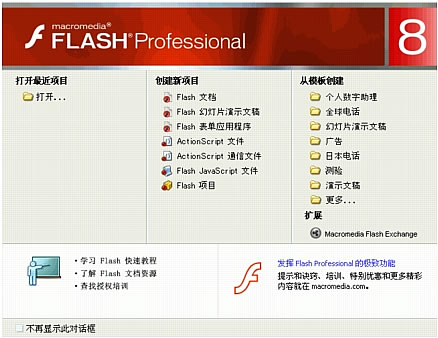 macromedia®
FLASH® Professional 8
打开最近项目
打开...
创建新项目
Flash 文档
Flash 幻灯片演示文稿
Flash 表单应用程序
ActionScript 文件
ActionScript 通信文件
Flash JavaScript 文件
Flash 项目
从模板创建
个人数字助理
全球电话
幻灯片演示文稿
广告
日本电话
测验
演示文稿
更多...
扩展
Macromedia Flash Exchange
·学习 Flash 快速教程
·了解 Flash 文档资源
·查找授权培训
发挥 Flash Professional 的极致功能
提示和诀窍、培训、特别优惠和更多精彩
内容就在 macromedia.com。
不再显示此对话框